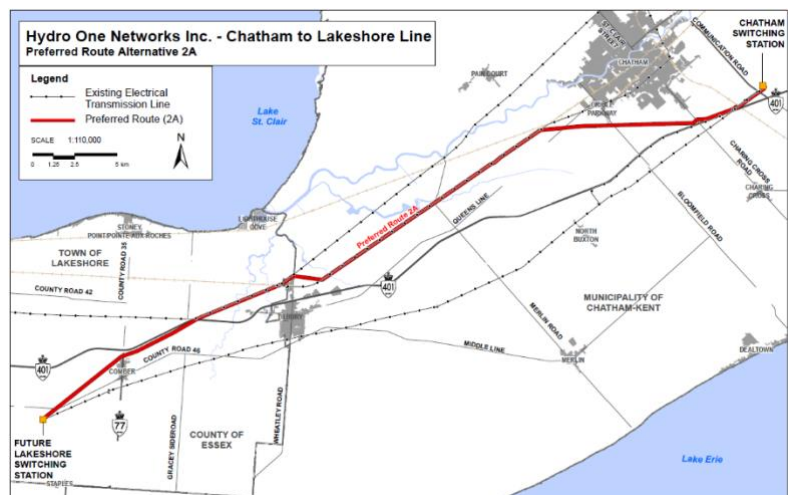 Hydro One Networks Inc. - Chatham to Lakeshore Line
Preferred Route Alternative 2A
Legend
Existing Electrical
Transmission Line
Preferred Route (2A)
SCALE 1:110,000
N
0 1.25 2.5 5 km
CHATHAM
SWITCHING
STATION
COMMUNICATION ROAD
ST CLAIR
STREET
CHATHAM
PAINCOURT
PARKWAY
401
Lake
St. Clair
CHARING CROSS
ROAD
CHARING
CROSS
BLOOMFIELD ROAD
QUEENS LINE
Preferred Route 2A
LIGHTHOUSE
COVE
STONEY
POINT/POINTE-AUX-ROCHES
NORTH
BUXTON
TOWN OF
LAKESHORE
COUNTY ROAD 35
COUNTY ROAD 42
401
TILBURY
MUNICIPALITY OF
CHATHAM-KENT
MERLIN ROAD
MIDDLE LINE
MERLIN
DEALTOWN
COUNTY ROAD 46
COMBER
401
77
GRACEY SIDEROAD
WHEATLEY ROAD
COUNTY OF
ESSEX
FUTURE
LAKESHORE
SWITCHING
STATION
STAPLES
Lake Erie